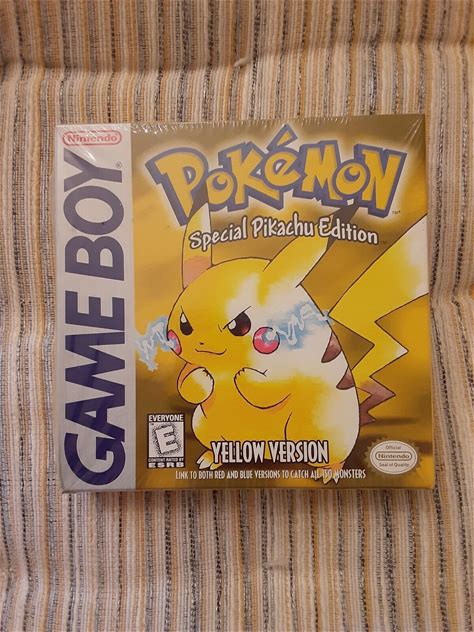 Nintendo
GAME BOY
POKéMON
Special Pikachu Edition
EVERYONE
E
CONTENT RATED BY
ESRB
YELLOW VERSION
LINK TO BOTH RED AND BLUE VERSIONS TO CATCH ALL 150 MONSTERS
Official
Nintendo
Seal of Quality